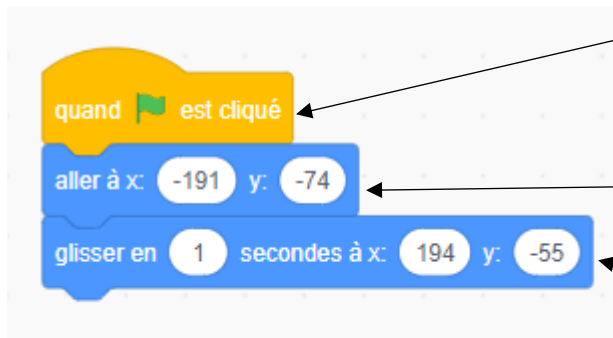 quand est cliqué
aller à x: -191 y: -74
glisser en 1 secondes à x: 194 y: -55